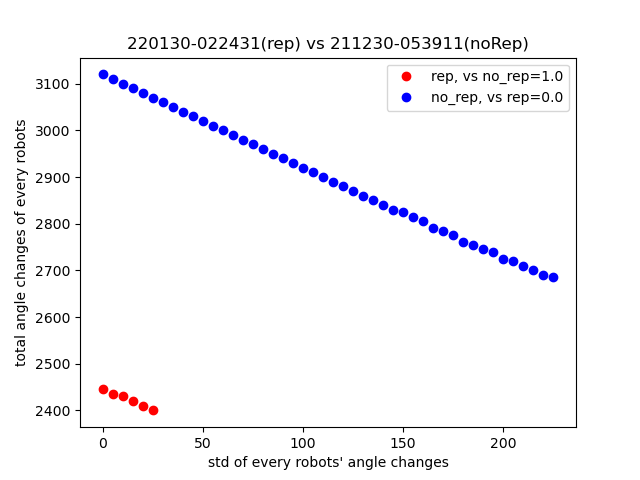 220130-022431(rep) vs 211230-053911(noRep)
rep, vs no_rep=1.0
no_rep, vs rep=0.0
total angle changes of every robots
3100
3000
2900
2800
2700
2600
2500
2400
0 50 100 150 200
std of every robots' angle changes